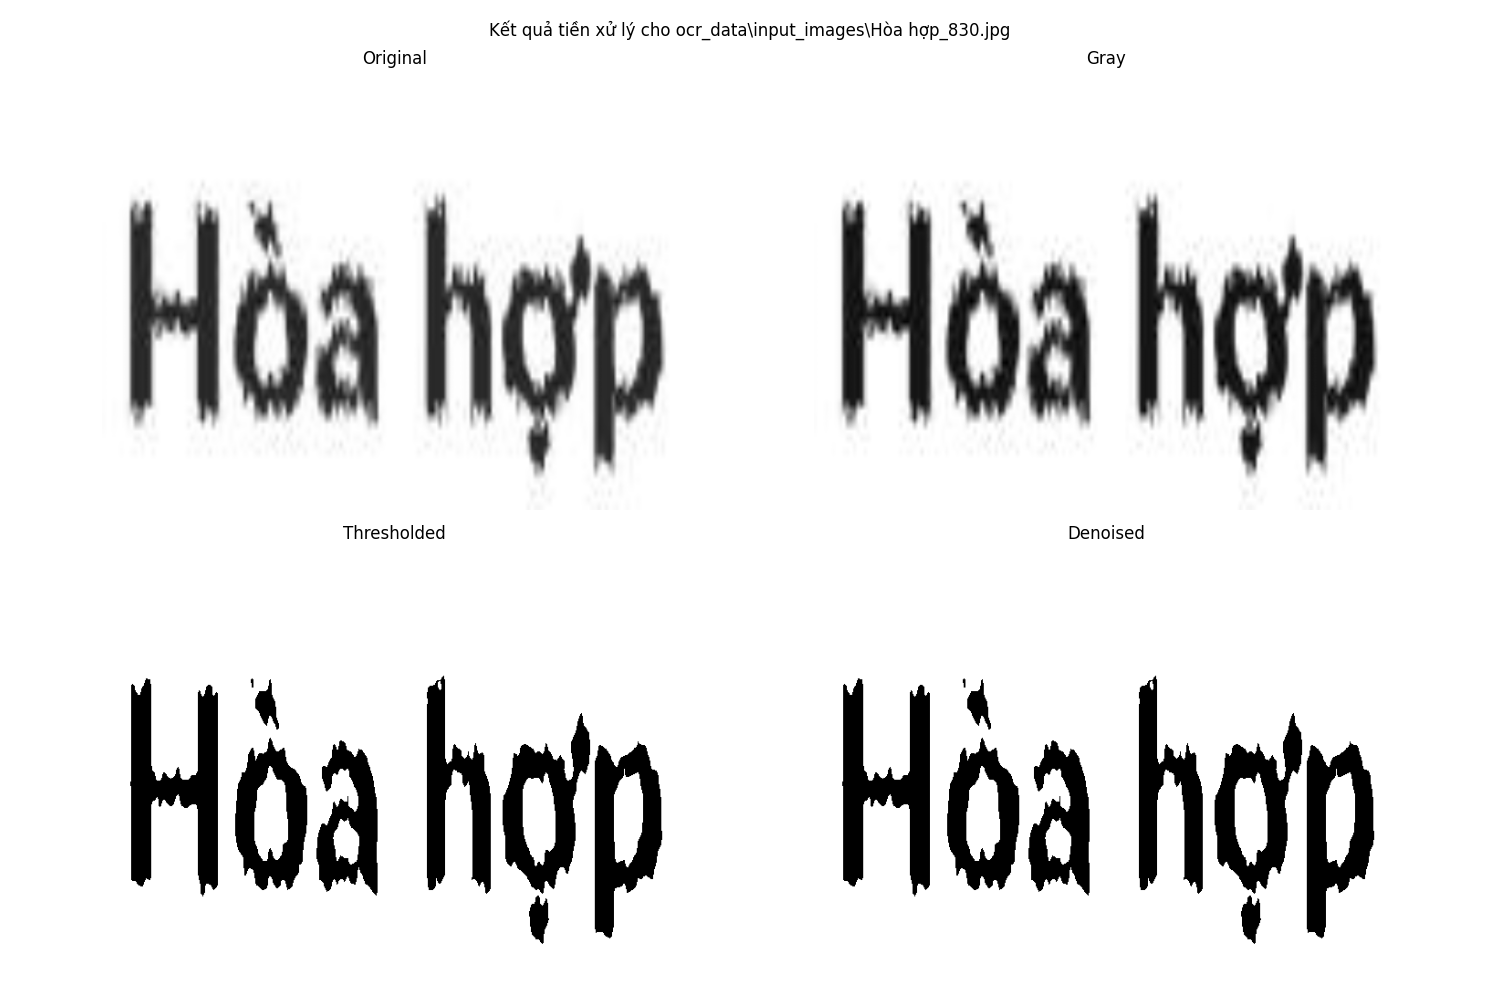 Kết quả tiền xử lý cho ocr_data\input_images\Hòa hợp_830.jpg
Original
Gray
Hòa hợp
Hòa hợp
Thresholded
Denoised
Hòa hợp
Hòa hợp